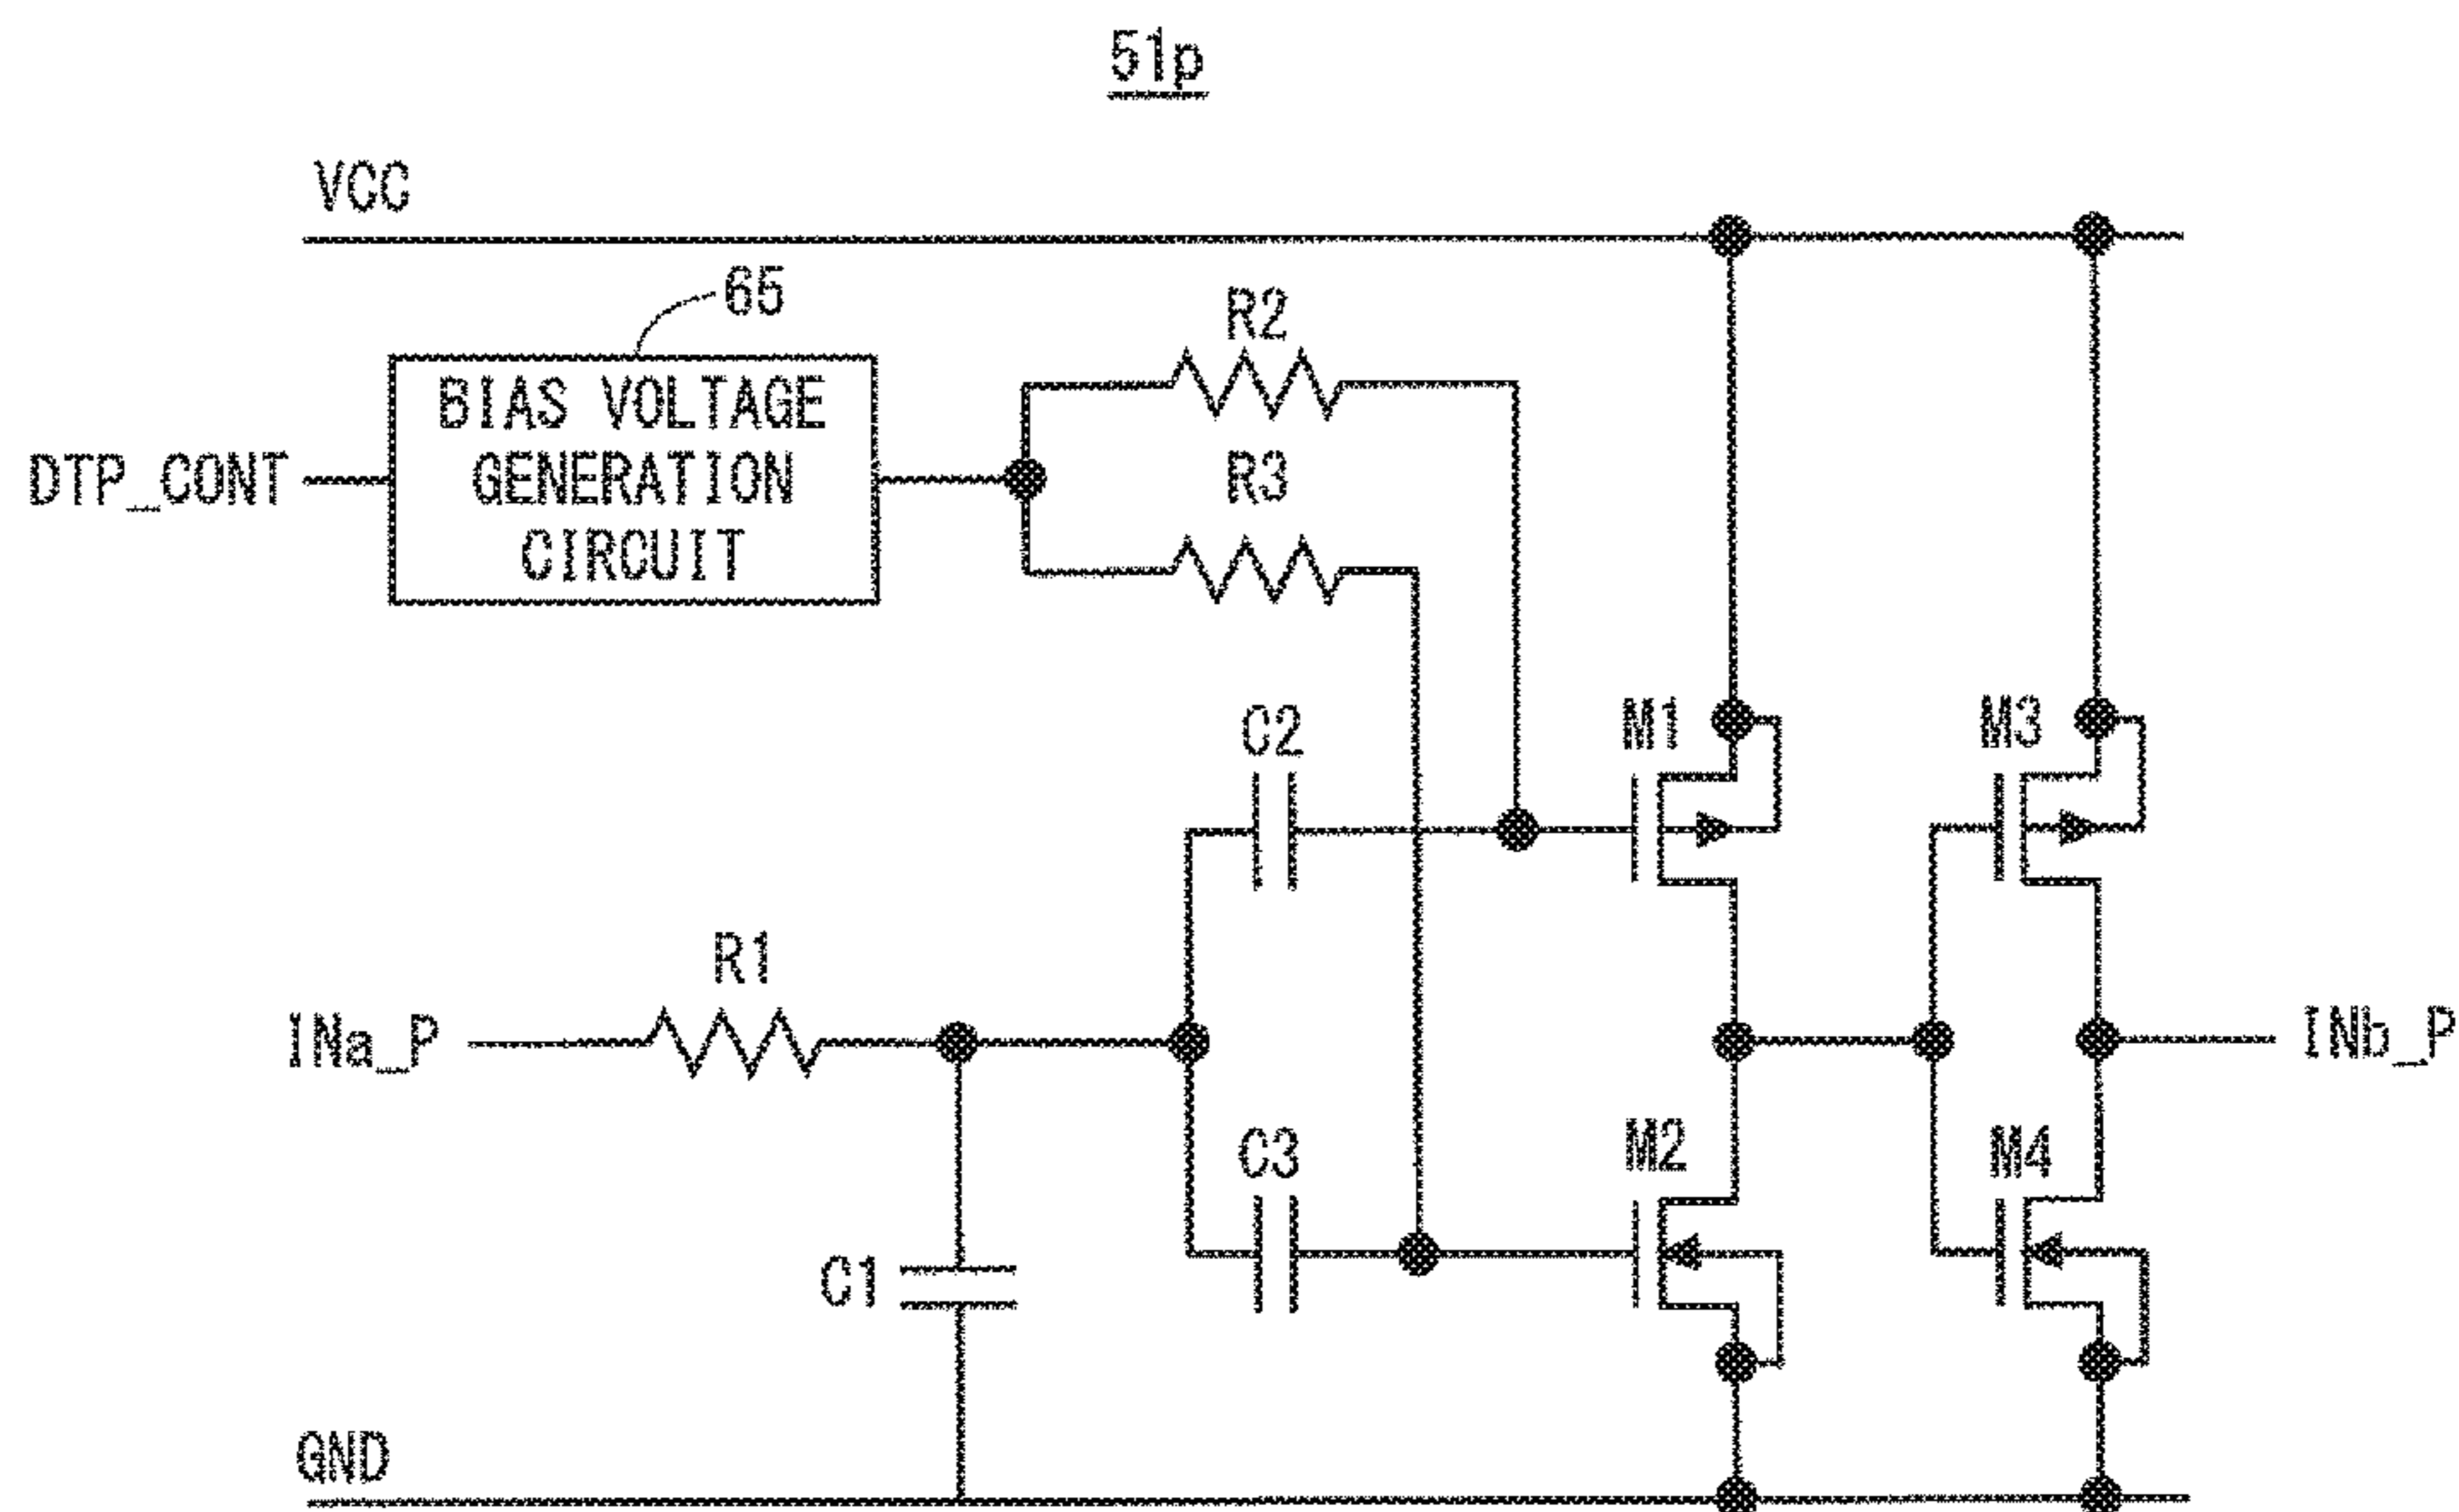 51p
VCC
65
R2
BIAS VOLTAGE
GENERATION
CIRCUIT
DTP_CONT
R3
C2
M1
M3
R1
INa_P
INb_P
C3
M2
M4
C1
GND